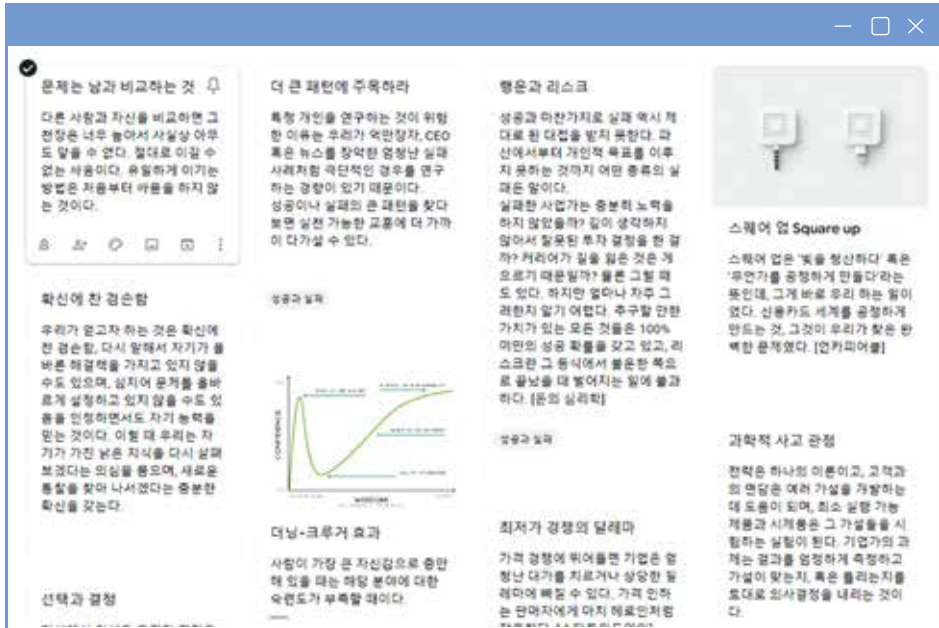 문제는 남과 비교하는 것
다른 사람과 자신을 비교하면 그
천장은 너무 높아서 사실상 아무
도 닿을 수 없다. 절대로 이길 수
없는 싸움이다. 유일하게 이기는
방법은 처음부터 싸움을 하지 않
는 것이다.
확신에 찬 겸손함
우리가 얻고자 하는 것은 확신에
찬 겸손함, 다시 말해서 자기가 올
바른 해결책을 가지고 있지 않을
수도 있으며, 심지어 문제를 올바
르게 설정하고 있지 않을 수도 있
음을 인정하면서도 자기 능력을
믿는 것이다. 이럴 때 우리는 자
기가 가진 낡은 지식을 다시 살펴
보겠다는 의심을 품으며, 새로운
통찰을 찾아 나서겠다는 충분한
확신을 갖는다.
선택과 결정
더 큰 패턴에 주목하라
특정 개인을 연구하는 것이 위험
한 이유는 우리가 억만장자, CEO
혹은 뉴스를 장악한 엄청난 실패
사례처럼 극단적인 경우를 연구
하는 경향이 있기 때문이다.
성공이나 실패의 큰 패턴을 찾다
보면 실천 가능한 교훈에 더 가까
이 다가설 수 있다.
성공과 실패
CONFIDENCE
더닝-크루거 효과
사람이 가장 큰 자신감으로 충만
해 있을 때는 해당 분야에 대한
숙련도가 부족할 때이다.
행운과 리스크
성공과 마찬가지로 실패 역시 제
대로 된 대접을 받지 못한다. 파
산에서부터 개인적 목표를 이루
지 못하는 것까지 어떤 종류의 실
패든 말이다.
실패한 사업가는 충분히 노력을
하지 않았을까? 깊이 생각하지
않아서 잘못된 투자 결정을 한 걸
까? 커리어가 길을 잃은 것은 게
으르기 때문일까? 물론 그럴 때
도 있다. 하지만 얼마나 자주 그
러한지 알기 어렵다. 추구할 만한
가치가 있는 모든 것들은 100%
미만의 성공 확률을 갖고 있고, 리
스크란 그 등식에서 불운한 쪽으
로 끝났을 때 벌어지는 일에 불과
하다. [돈의 심리학]
성공과 실패
최저가 경쟁의 딜레마
가격 경쟁에 뛰어들면 기업은 엄
청난 대가를 치르거나 상당한 딜
레마에 빠질 수 있다. 가격 인하
는 판매자에게 마치 헤로인처럼
스퀘어 업 Square up
스퀘어 업은 '빚을 청산하다' 혹은
'무언가를 공정하게 만들다'라는
뜻인데, 그게 바로 우리 하는 일이
었다. 신용카드 세계를 공정하게
만드는 것, 그것이 우리가 찾은 완
벽한 문제였다. [언카피어블]
과학적 사고 관점
전략은 하나의 이론이고, 고객과
의 면담은 여러 가설을 개발하는
데 도움이 되며, 최소 실행 가능
제품과 시제품은 그 가설들을 시
험하는 실험이 된다. 기업가의 과
제는 결과를 엄정하게 측정하고
가설이 맞는지, 혹은 틀리는지를
토대로 의사결정을 내리는 것이
다.